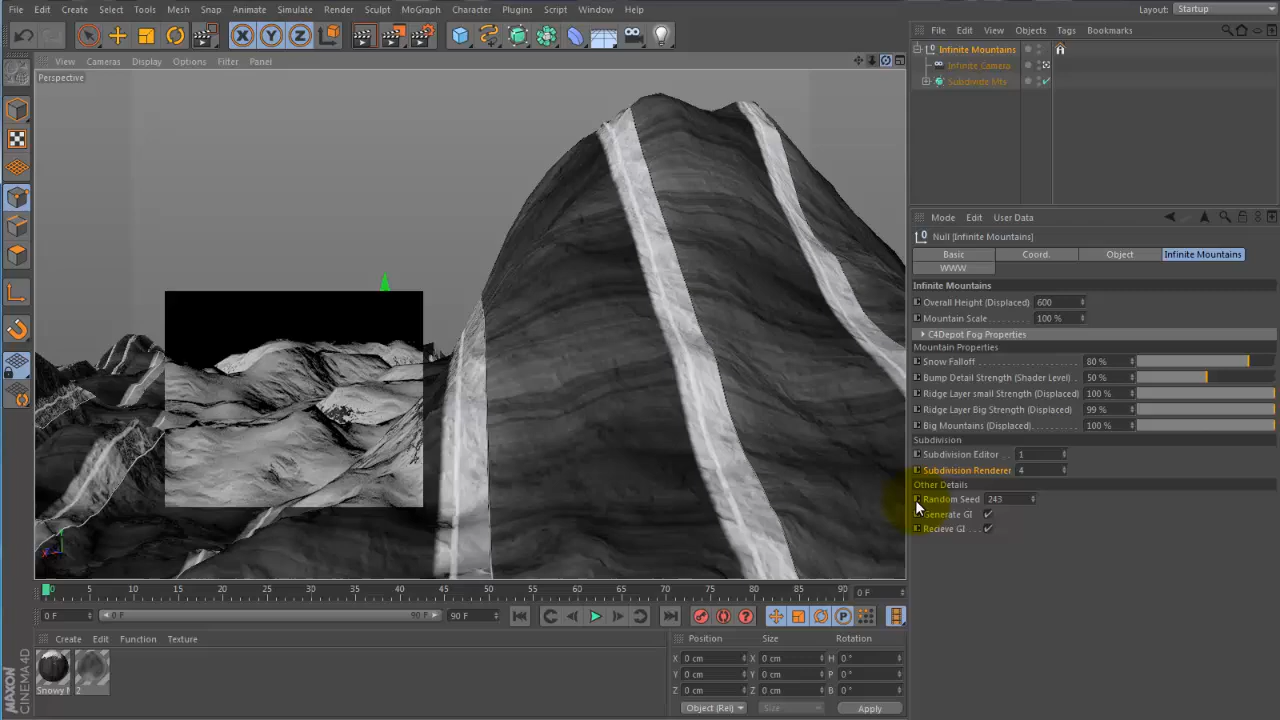 File Edit Create Select Tools Mesh Snap Animate Simulate Render Sculpt MoGraph Character Plugins Script Window Help
Layout: Startup
X Y Z
File Edit View Objects Tags Bookmarks
View Cameras Display Options Filter Panel
Perspective
Infinite Mountains
Infinite Camera
Subdivide Mts
Mode Edit User Data
Null [Infinite Mountains]
Basic Coord. Object Infinite Mountains
WWW
Infinite Mountains
Overall Height (Displaced) 600
Mountain Scale 100 %
C4Depot Fog Properties
Mountain Properties
Snow Falloff 80 %
Bump Detail Strength (Shader Level) 50 %
Ridge Layer small Strength (Displaced) 100 %
Ridge Layer Big Strength (Displaced) 99 %
Big Mountains (Displaced) 100 %
Subdivision
Subdivision Editor 1
Subdivision Renderer 4
Other Details
Random Seed 243
Generate GI
Recieve GI
0 5 10 15 20 25 30 35 40 45 50 55 60 65 70 75 80 85 90 0 F
0 F 0 F 90 F 90 F
Create Edit Function Texture
Position Size Rotation
X 0 cm X 0 cm H 0 °
Y 0 cm Y 0 cm P 0 °
Z 0 cm Z 0 cm B 0 °
Object (Rel) Size Apply
2
MAXON
CINEMA 4D